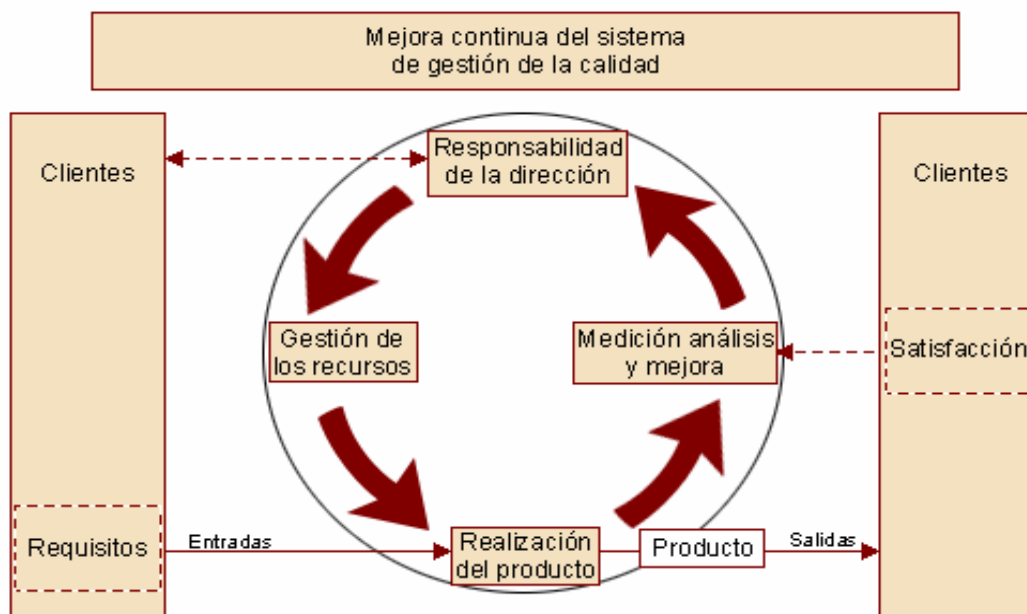 Mejora continua del sistema
de gestión de la calidad
Clientes
Responsabilidad
de la dirección
Clientes
Gestión de
los recursos
Medición análisis
y mejora
Satisfacción
Requisitos
Entradas
Realización
del producto
Producto
Salidas